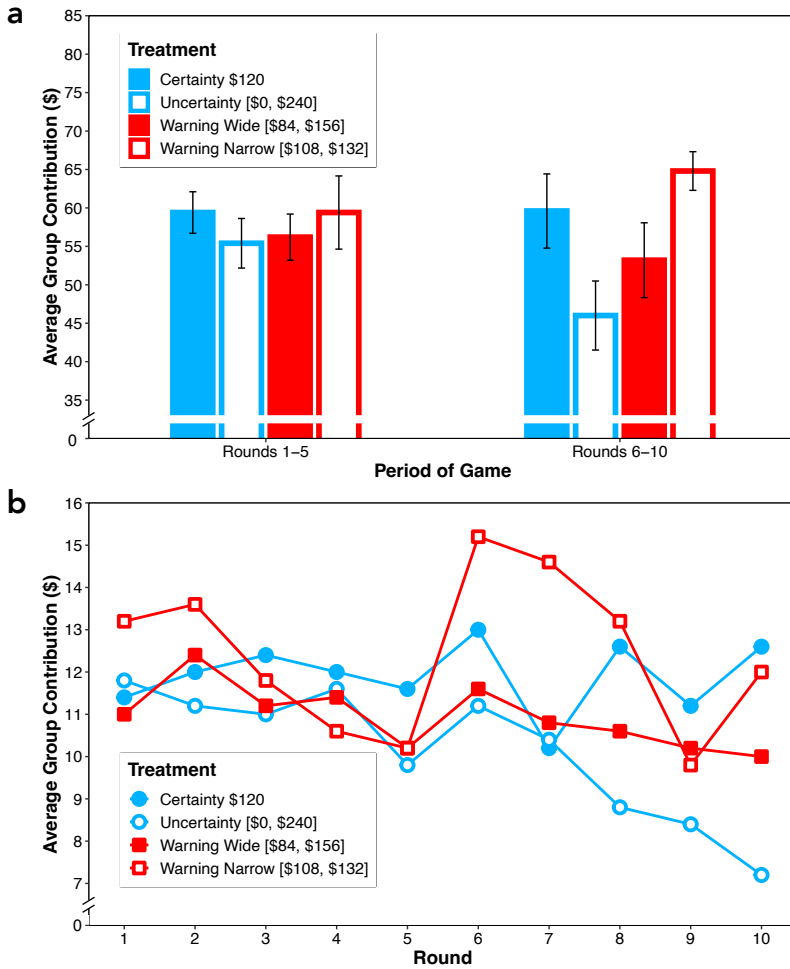 a
85
80
75
70
65
60
55
50
45
40
35
0
Average Group Contribution ($)
Treatment
Certainty $120
Uncertainty [$0, $240]
Warning Wide [$84, $156]
Warning Narrow [$108, $132]
Rounds 1–5
Rounds 6–10
Period of Game
b
16
15
14
13
12
11
10
9
8
7
0
Average Group Contribution ($)
Treatment
Certainty $120
Uncertainty [$0, $240]
Warning Wide [$84, $156]
Warning Narrow [$108, $132]
1 2 3 4 5 6 7 8 9 10
Round